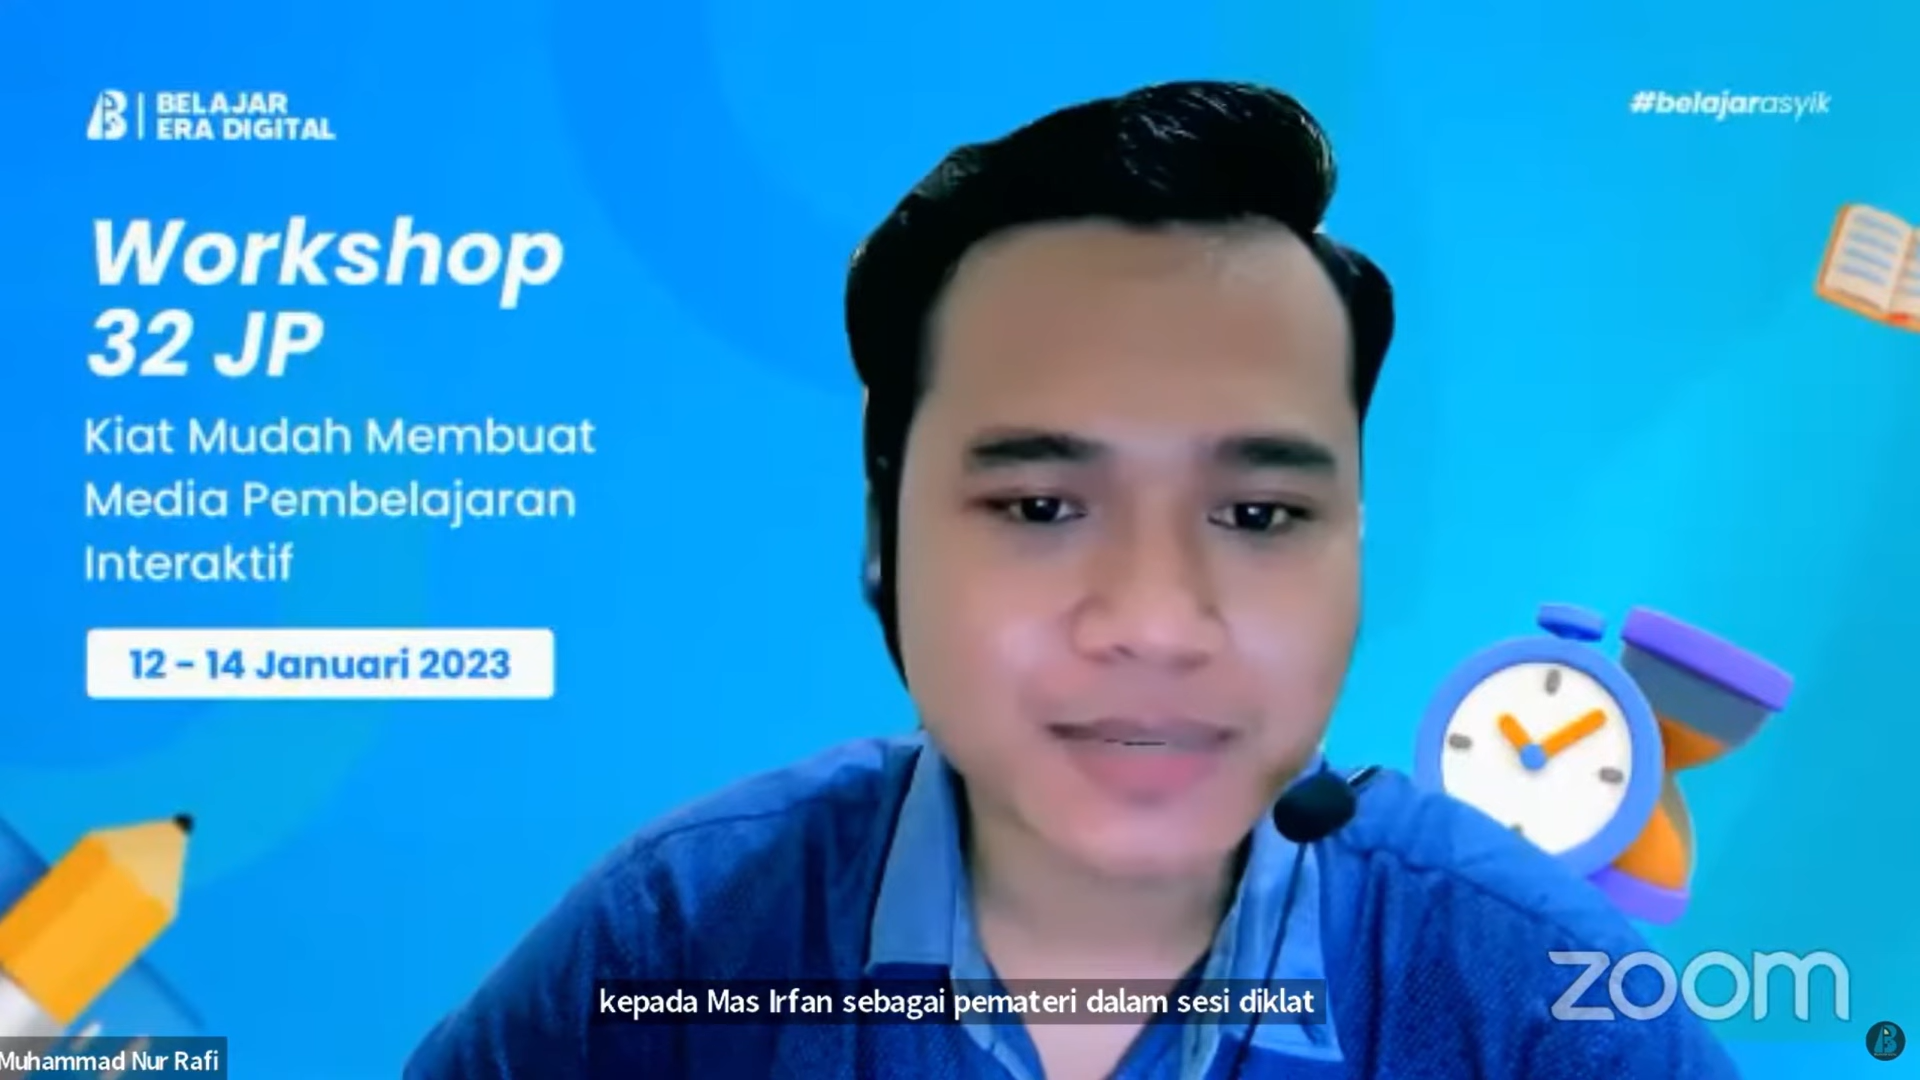 BELAJAR
ERA DIGITAL
#belajarasyik
Workshop
32 JP
Kiat Mudah Membuat
Media Pembelajaran
Interaktif
12 - 14 Januari 2023
kepada Mas Irfan sebagai pemateri dalam sesi diklat
zoom
Muhammad Nur Rafi